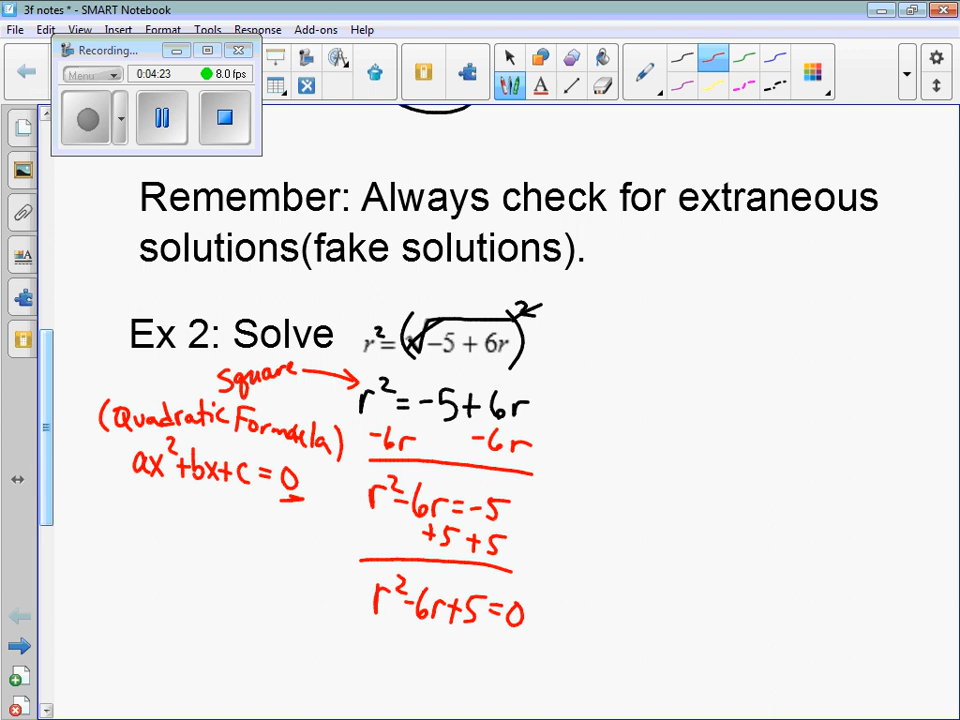 3f notes * - SMART Notebook
File Edit View Insert Format Tools Response Add-ons Help
Recording...
Menu 0:04:23 8.0 fps
Remember: Always check for extraneous
solutions(fake solutions).
Ex 2: Solve r² = (√-5 + 6r)²
Square
r² = -5 + 6r
(Quadratic Formula)
-6r -6r
ax² + bx + c = 0
r² - 6r = -5
+5 +5
r² - 6r + 5 = 0